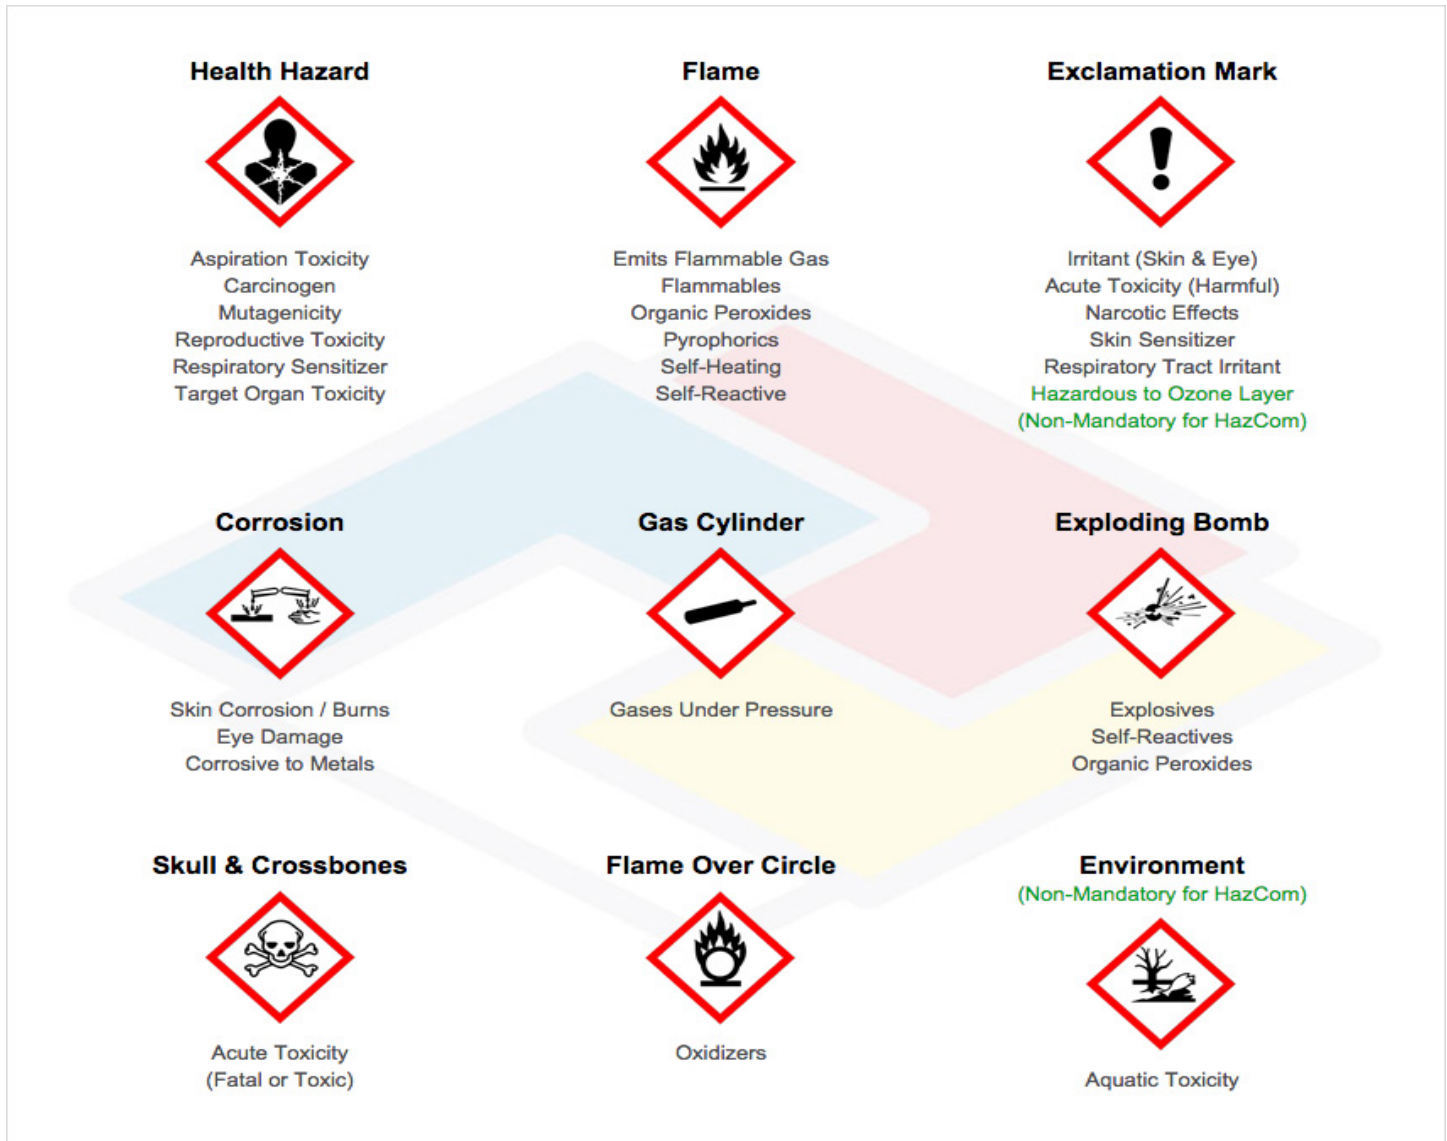 Health Hazard
Aspiration Toxicity
Carcinogen
Mutagenicity
Reproductive Toxicity
Respiratory Sensitizer
Target Organ Toxicity
Flame
Emits Flammable Gas
Flammables
Organic Peroxides
Pyrophorics
Self-Heating
Self-Reactive
Exclamation Mark
!
Irritant (Skin & Eye)
Acute Toxicity (Harmful)
Narcotic Effects
Skin Sensitizer
Respiratory Tract Irritant
Hazardous to Ozone Layer
(Non-Mandatory for HazCom)
Corrosion
Skin Corrosion / Burns
Eye Damage
Corrosive to Metals
Gas Cylinder
Gases Under Pressure
Exploding Bomb
Explosives
Self-Reactives
Organic Peroxides
Skull & Crossbones
Acute Toxicity
(Fatal or Toxic)
Flame Over Circle
Oxidizers
Environment
(Non-Mandatory for HazCom)
Aquatic Toxicity